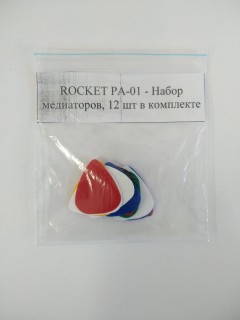 ROCKET PA-01 - Набор
медиаторов, 12 шт в комплекте